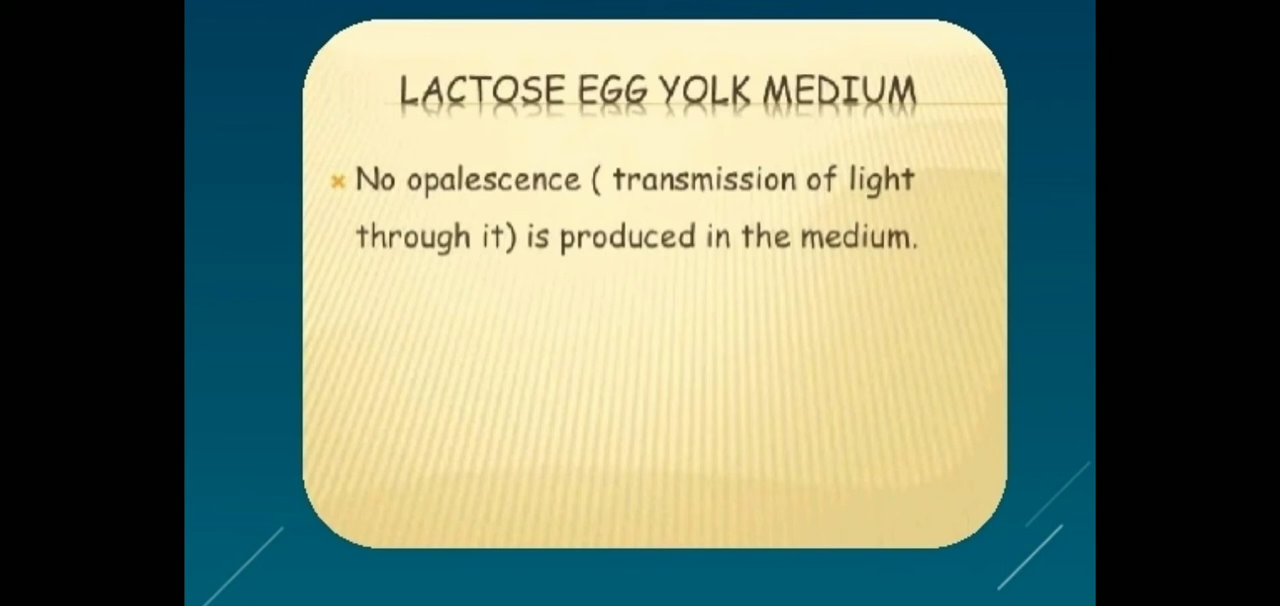 LACTOSE EGG YOLK MEDIUM
No opalescence ( transmission of light
through it) is produced in the medium.